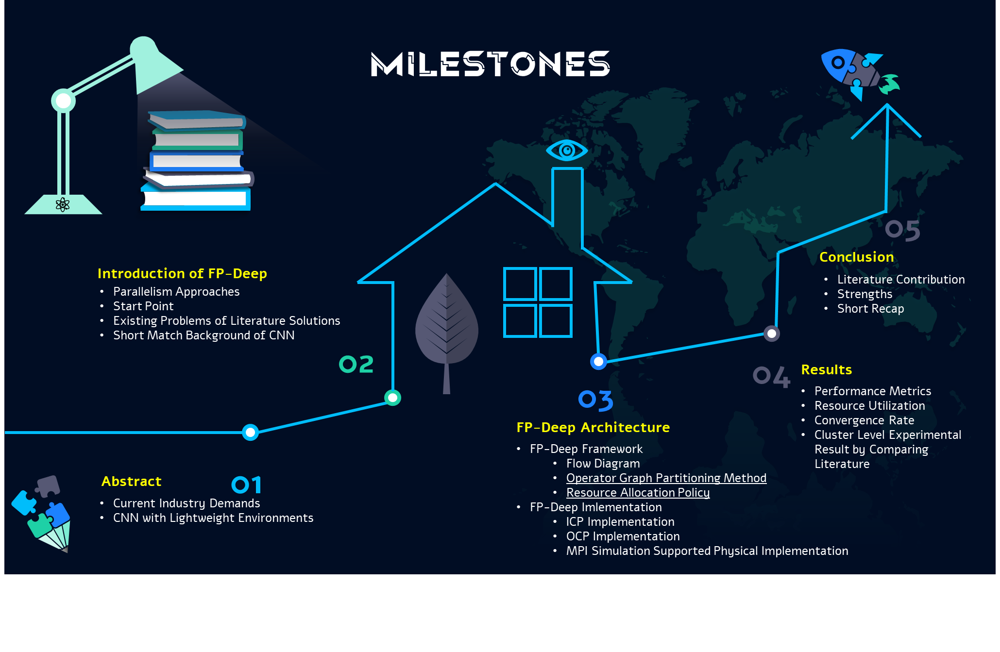 MILESTONES
Introduction of FP-Deep
• Parallelism Approaches
• Start Point
• Existing Problems of Literature Solutions
• Short Match Background of CNN
02
Abstract
01
• Current Industry Demands
• CNN with Lightweight Environments
03
FP-Deep Architecture
• FP-Deep Framework
• Flow Diagram
• Operator Graph Partitioning Method
• Resource Allocation Policy
• FP-Deep Imlementation
• ICP Implementation
• OCP Implementation
• MPI Simulation Supported Physical Implementation
04
Results
• Performance Metrics
• Resource Utilization
• Convergence Rate
• Cluster Level Experimental
Result by Comparing
Literature
05
Conclusion
• Literature Contribution
• Strengths
• Short Recap